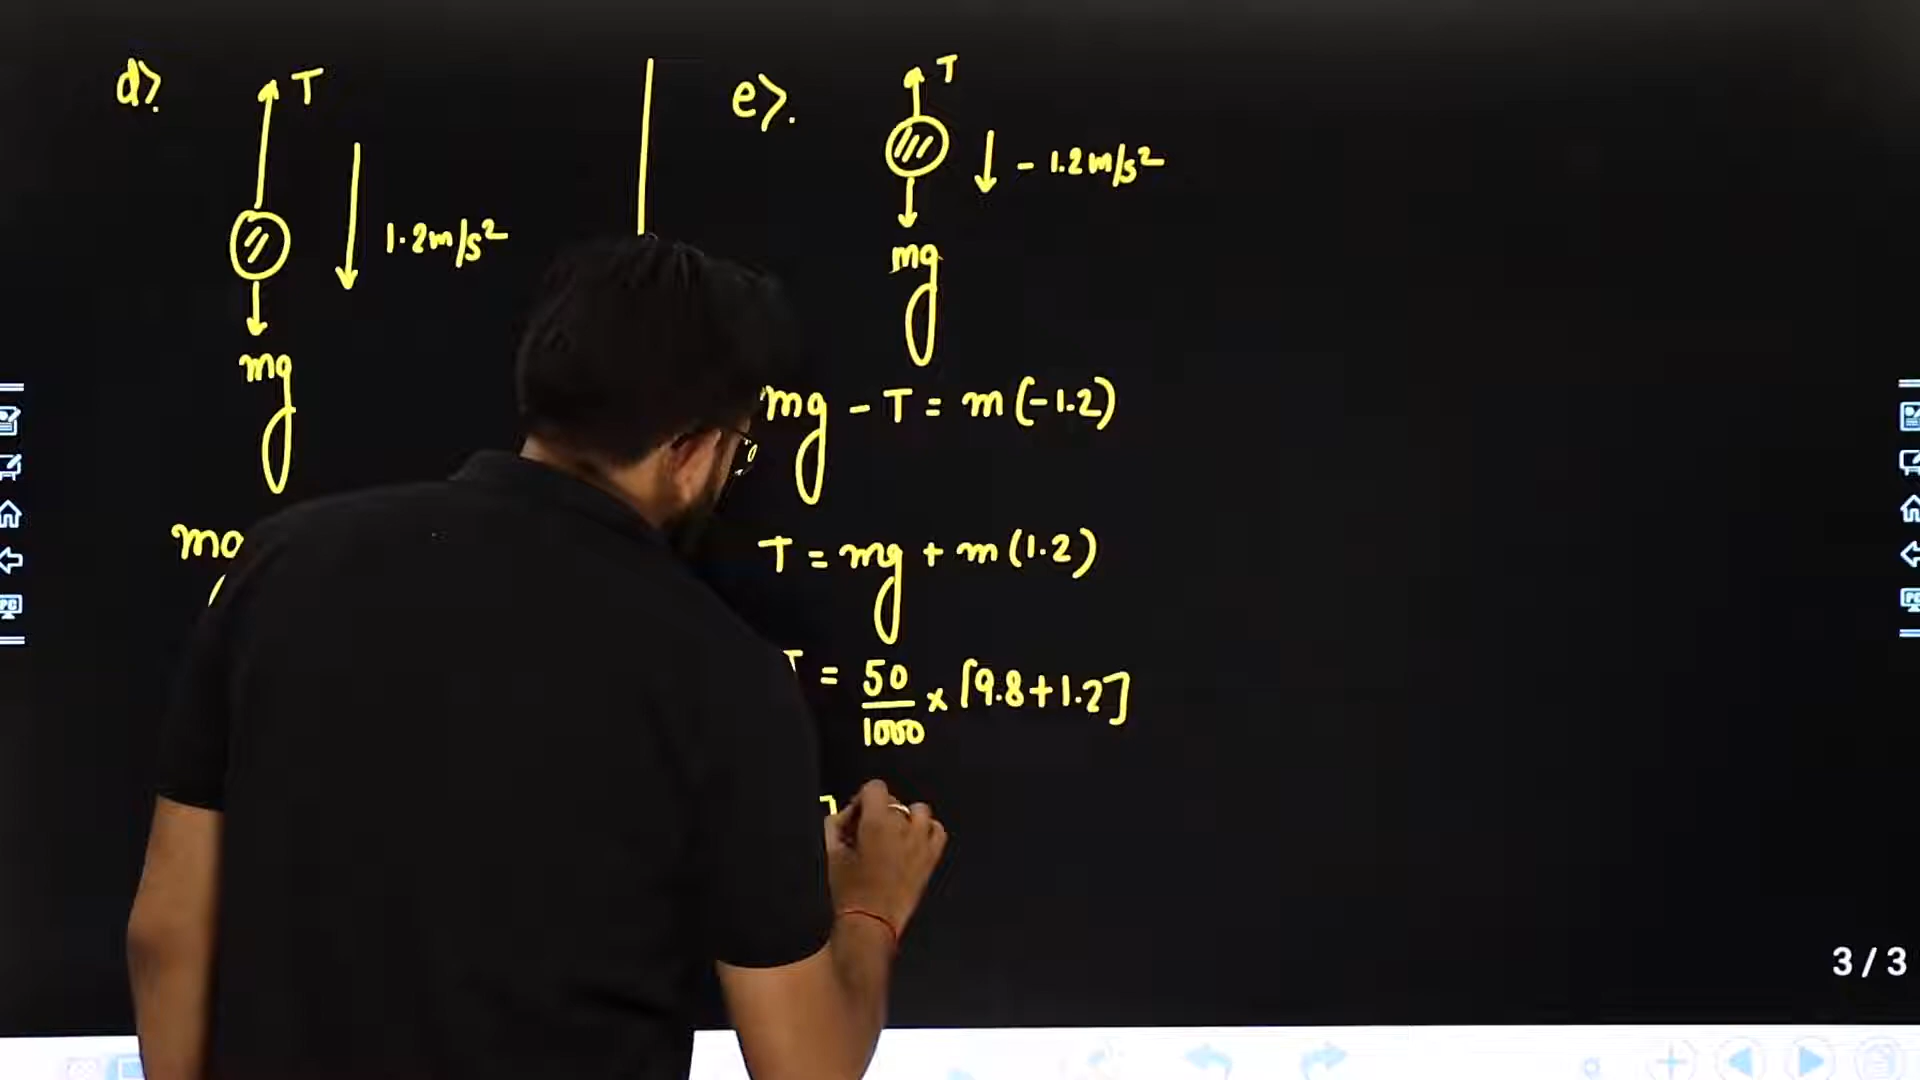 d>.
T
1.2m/s²
mg
e>.
T
- 1.2m/s²
mg
mg - T = m(-1.2)
T = mg + m(1.2)
T = 50/1000 × [9.8+1.2]
3 / 3